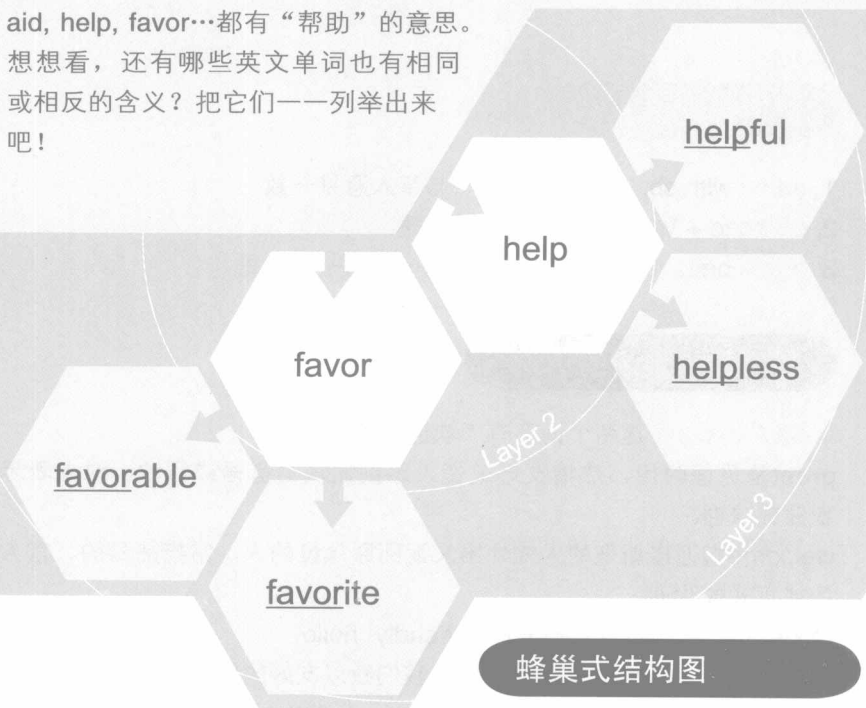 aid, help, favor…都有“帮助”的意思。
想想看，还有哪些英文单词也有相同
或相反的含义？把它们一一列举出来
吧！
helpful
help
helpless
favor
favorable
favorite
Layer 2
Layer 3
蜂巢式结构图